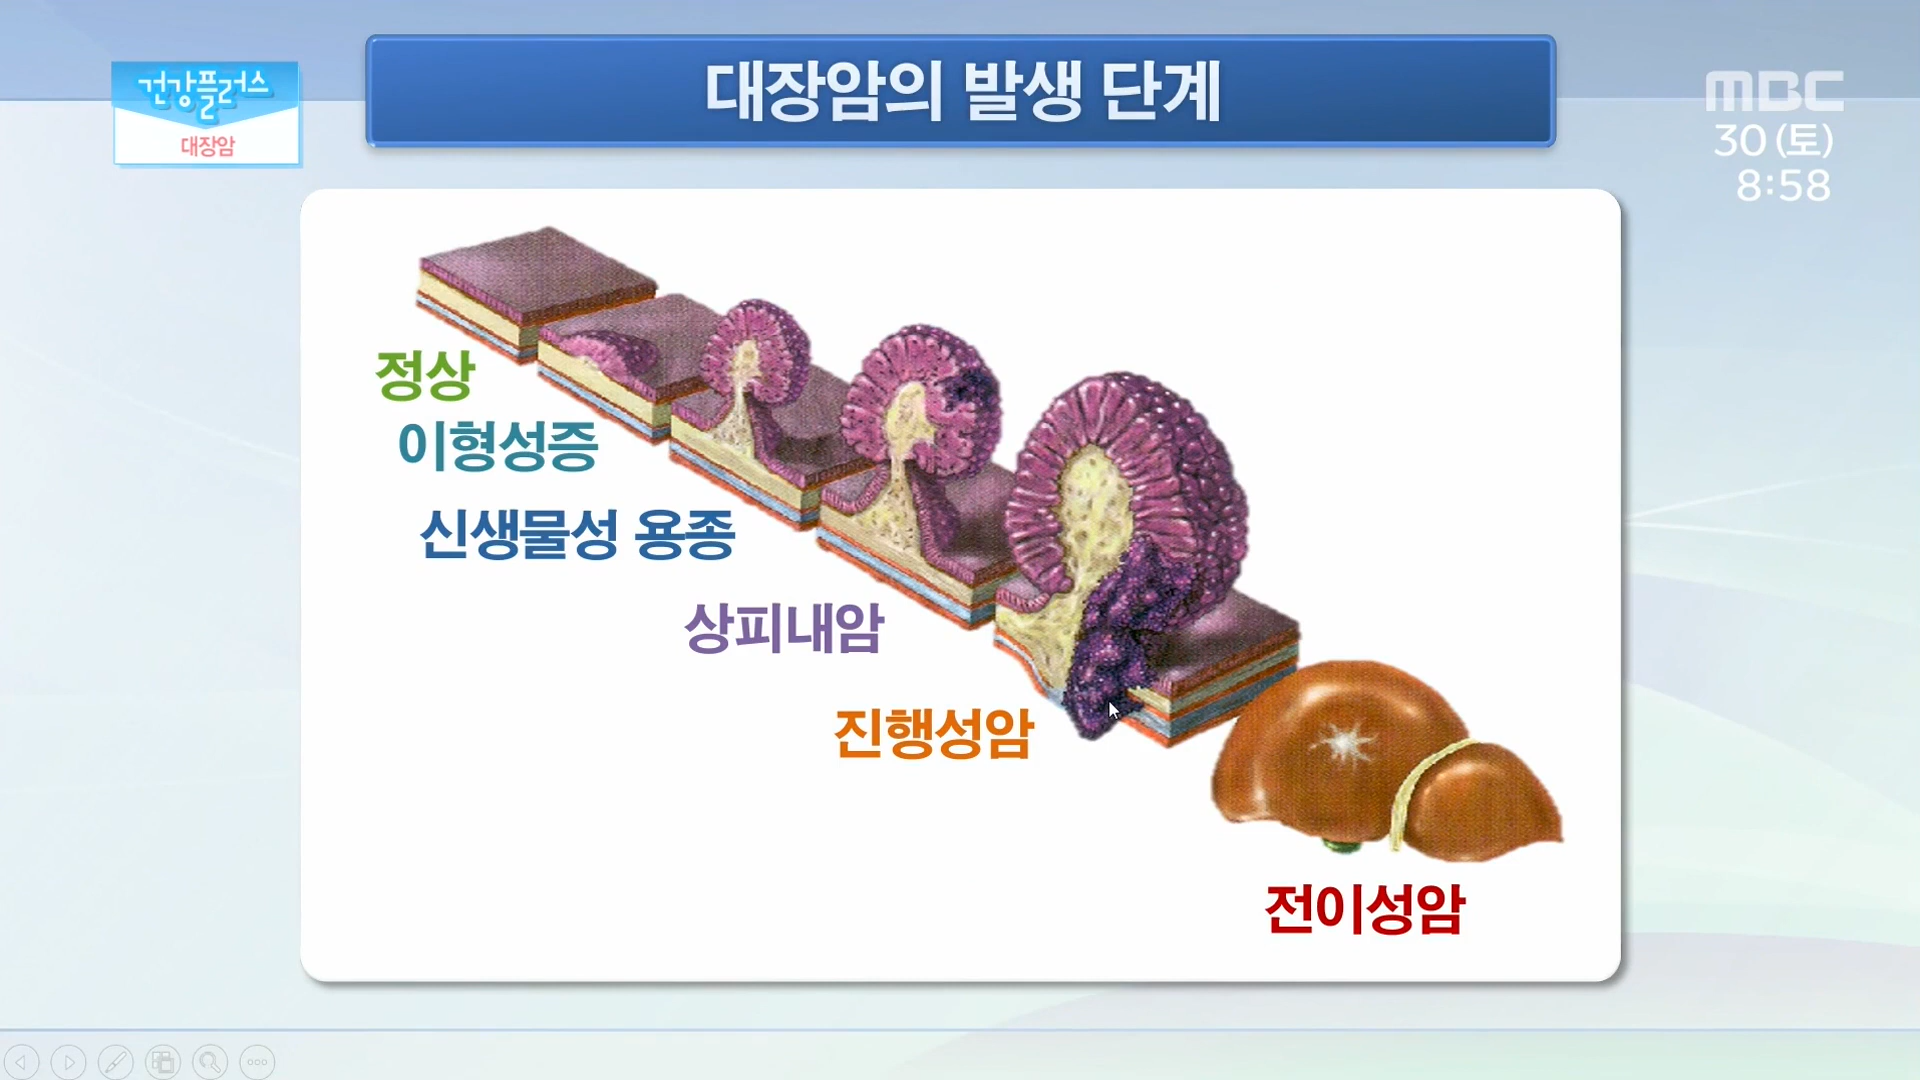 대장암의 발생 단계
건강플러스
대장암
MBC
30 (토)
8:58
정상
이형성증
신생물성 용종
상피내암
진행성암
전이성암